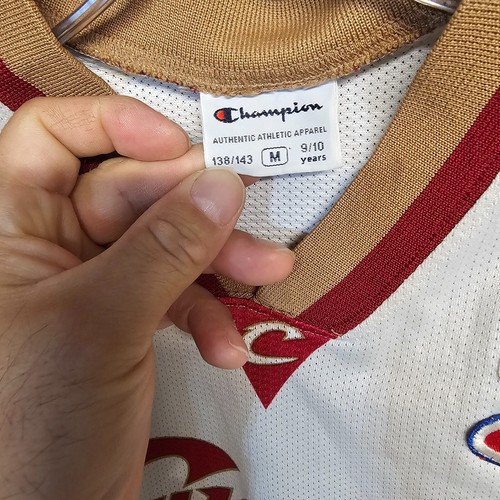 Champion
AUTHENTIC ATHLETIC APPAREL
138/143 M 9/10
years
C